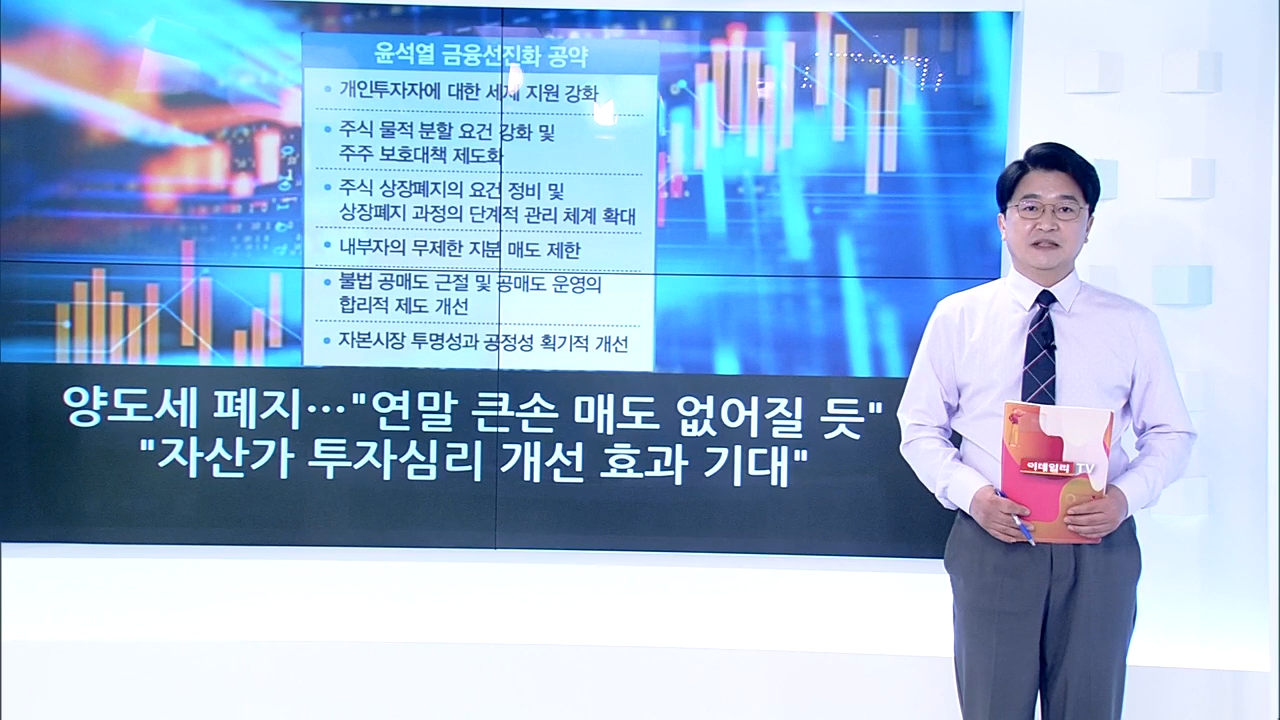 윤석열 금융선진화 공약
개인투자자에 대한 세제 지원 강화
주식 물적 분할 요건 강화 및
주주 보호대책 제도화
주식 상장폐지의 요건 정비 및
상장폐지 과정의 단계적 관리 체계 확대
내부자의 무제한 지분 매도 제한
불법 공매도 근절 및 공매도 운영의
합리적 제도 개선
자본시장 투명성과 공정성 획기적 개선
양도세 폐지…"연말 큰손 매도 없어질 듯"
"자산가 투자심리 개선 효과 기대"
이데일리 TV